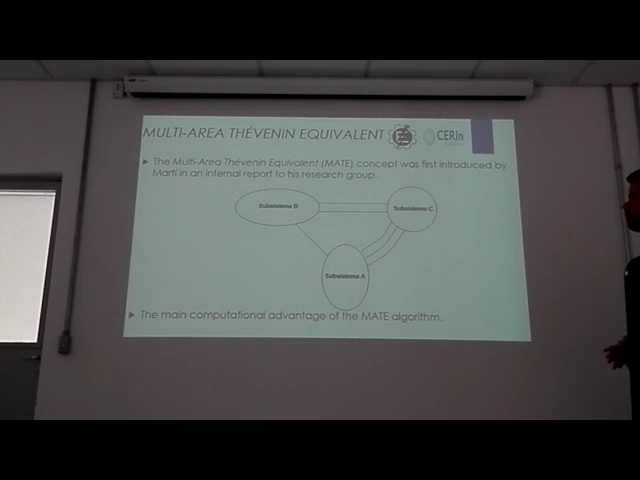 MULTI-AREA THÉVENIN EQUIVALENT
CERIn
The Multi-Area Thévenin Equivalent (MATE) concept was first introduced by
Martí in an internal report to his research group.
Subsistema B
Subsistema C
Subsistema A
The main computational advantage of the MATE algorithm.